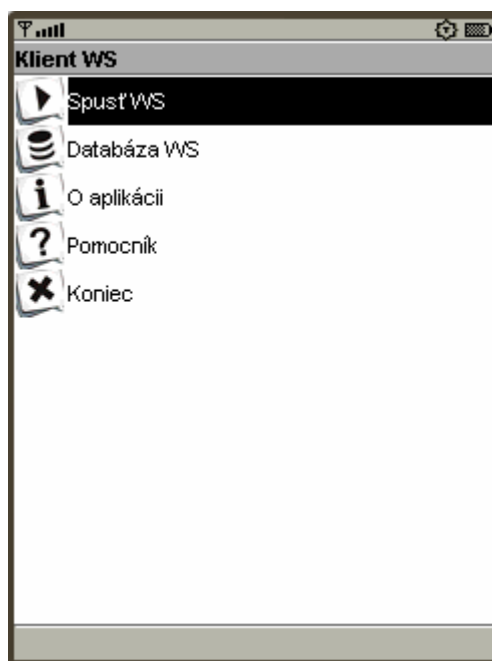 Klient WS
Spusť WS
Databáza WS
O aplikácii
Pomocník
Koniec